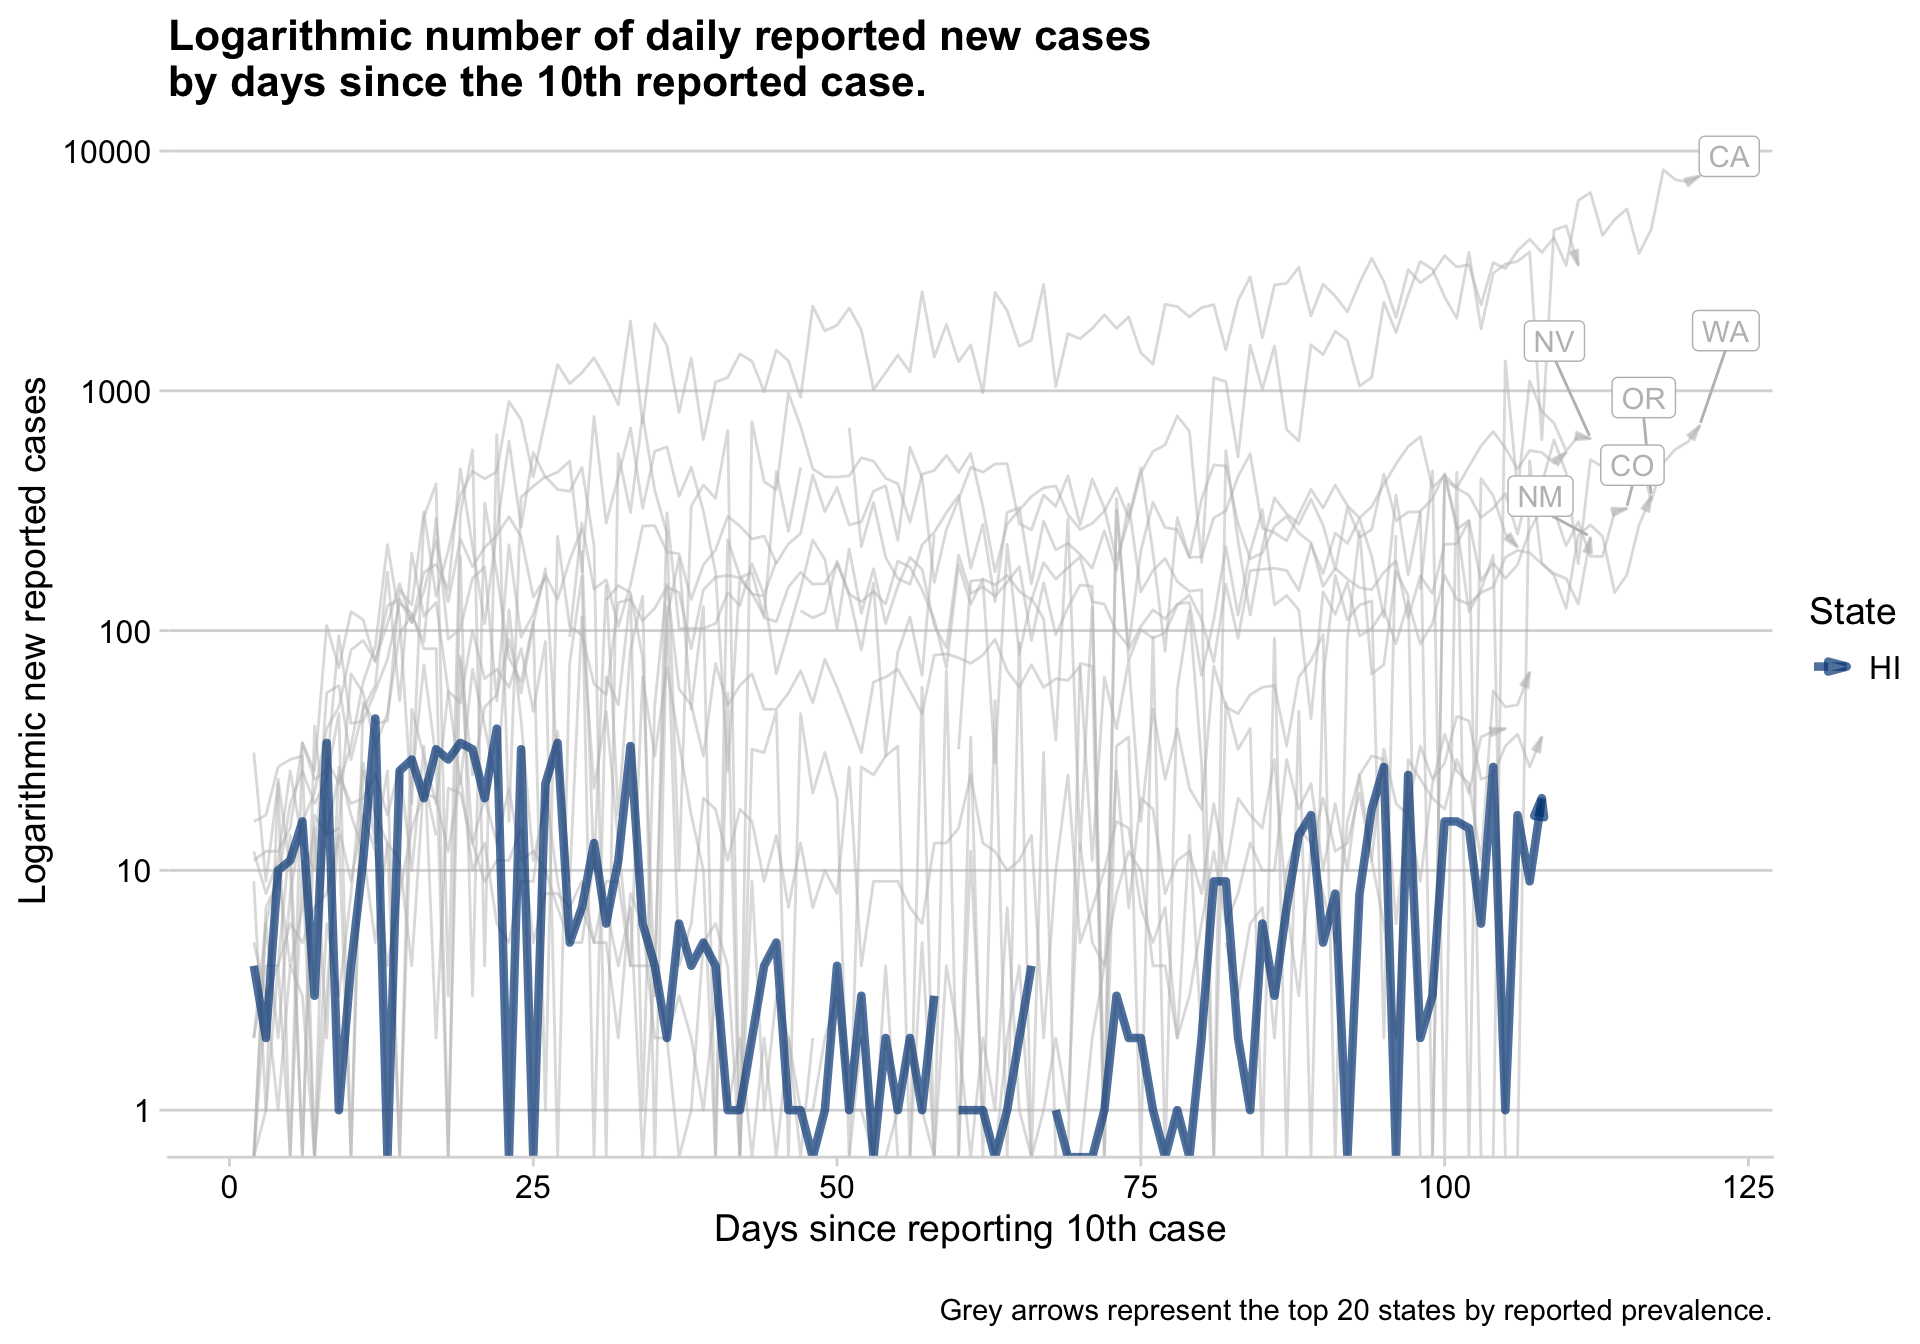 Logarithmic number of daily reported new cases
by days since the 10th reported case.
10000
1000
100
10
1
Logarithmic new reported cases
CA
WA
NV
OR
CO
NM
State
HI
0
25
50
75
100
125
Days since reporting 10th case
Grey arrows represent the top 20 states by reported prevalence.